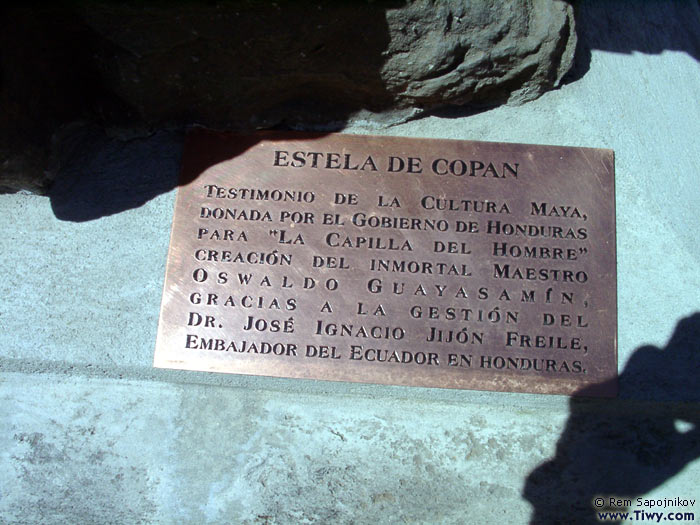 ESTELA DE COPAN
TESTIMONIO DE LA CULTURA MAYA,
DONADA POR EL GOBIERNO DE HONDURAS
PARA "LA CAPILLA DEL HOMBRE"
CREACIÓN DEL INMORTAL MAESTRO
OSWALDO GUAYASAMÍN,
GRACIAS A LA GESTIÓN DEL
DR. JOSÉ IGNACIO JIJÓN FREILE,
EMBAJADOR DEL ECUADOR EN HONDURAS.
© Rem Sapojnikov
www.Tiwy.com